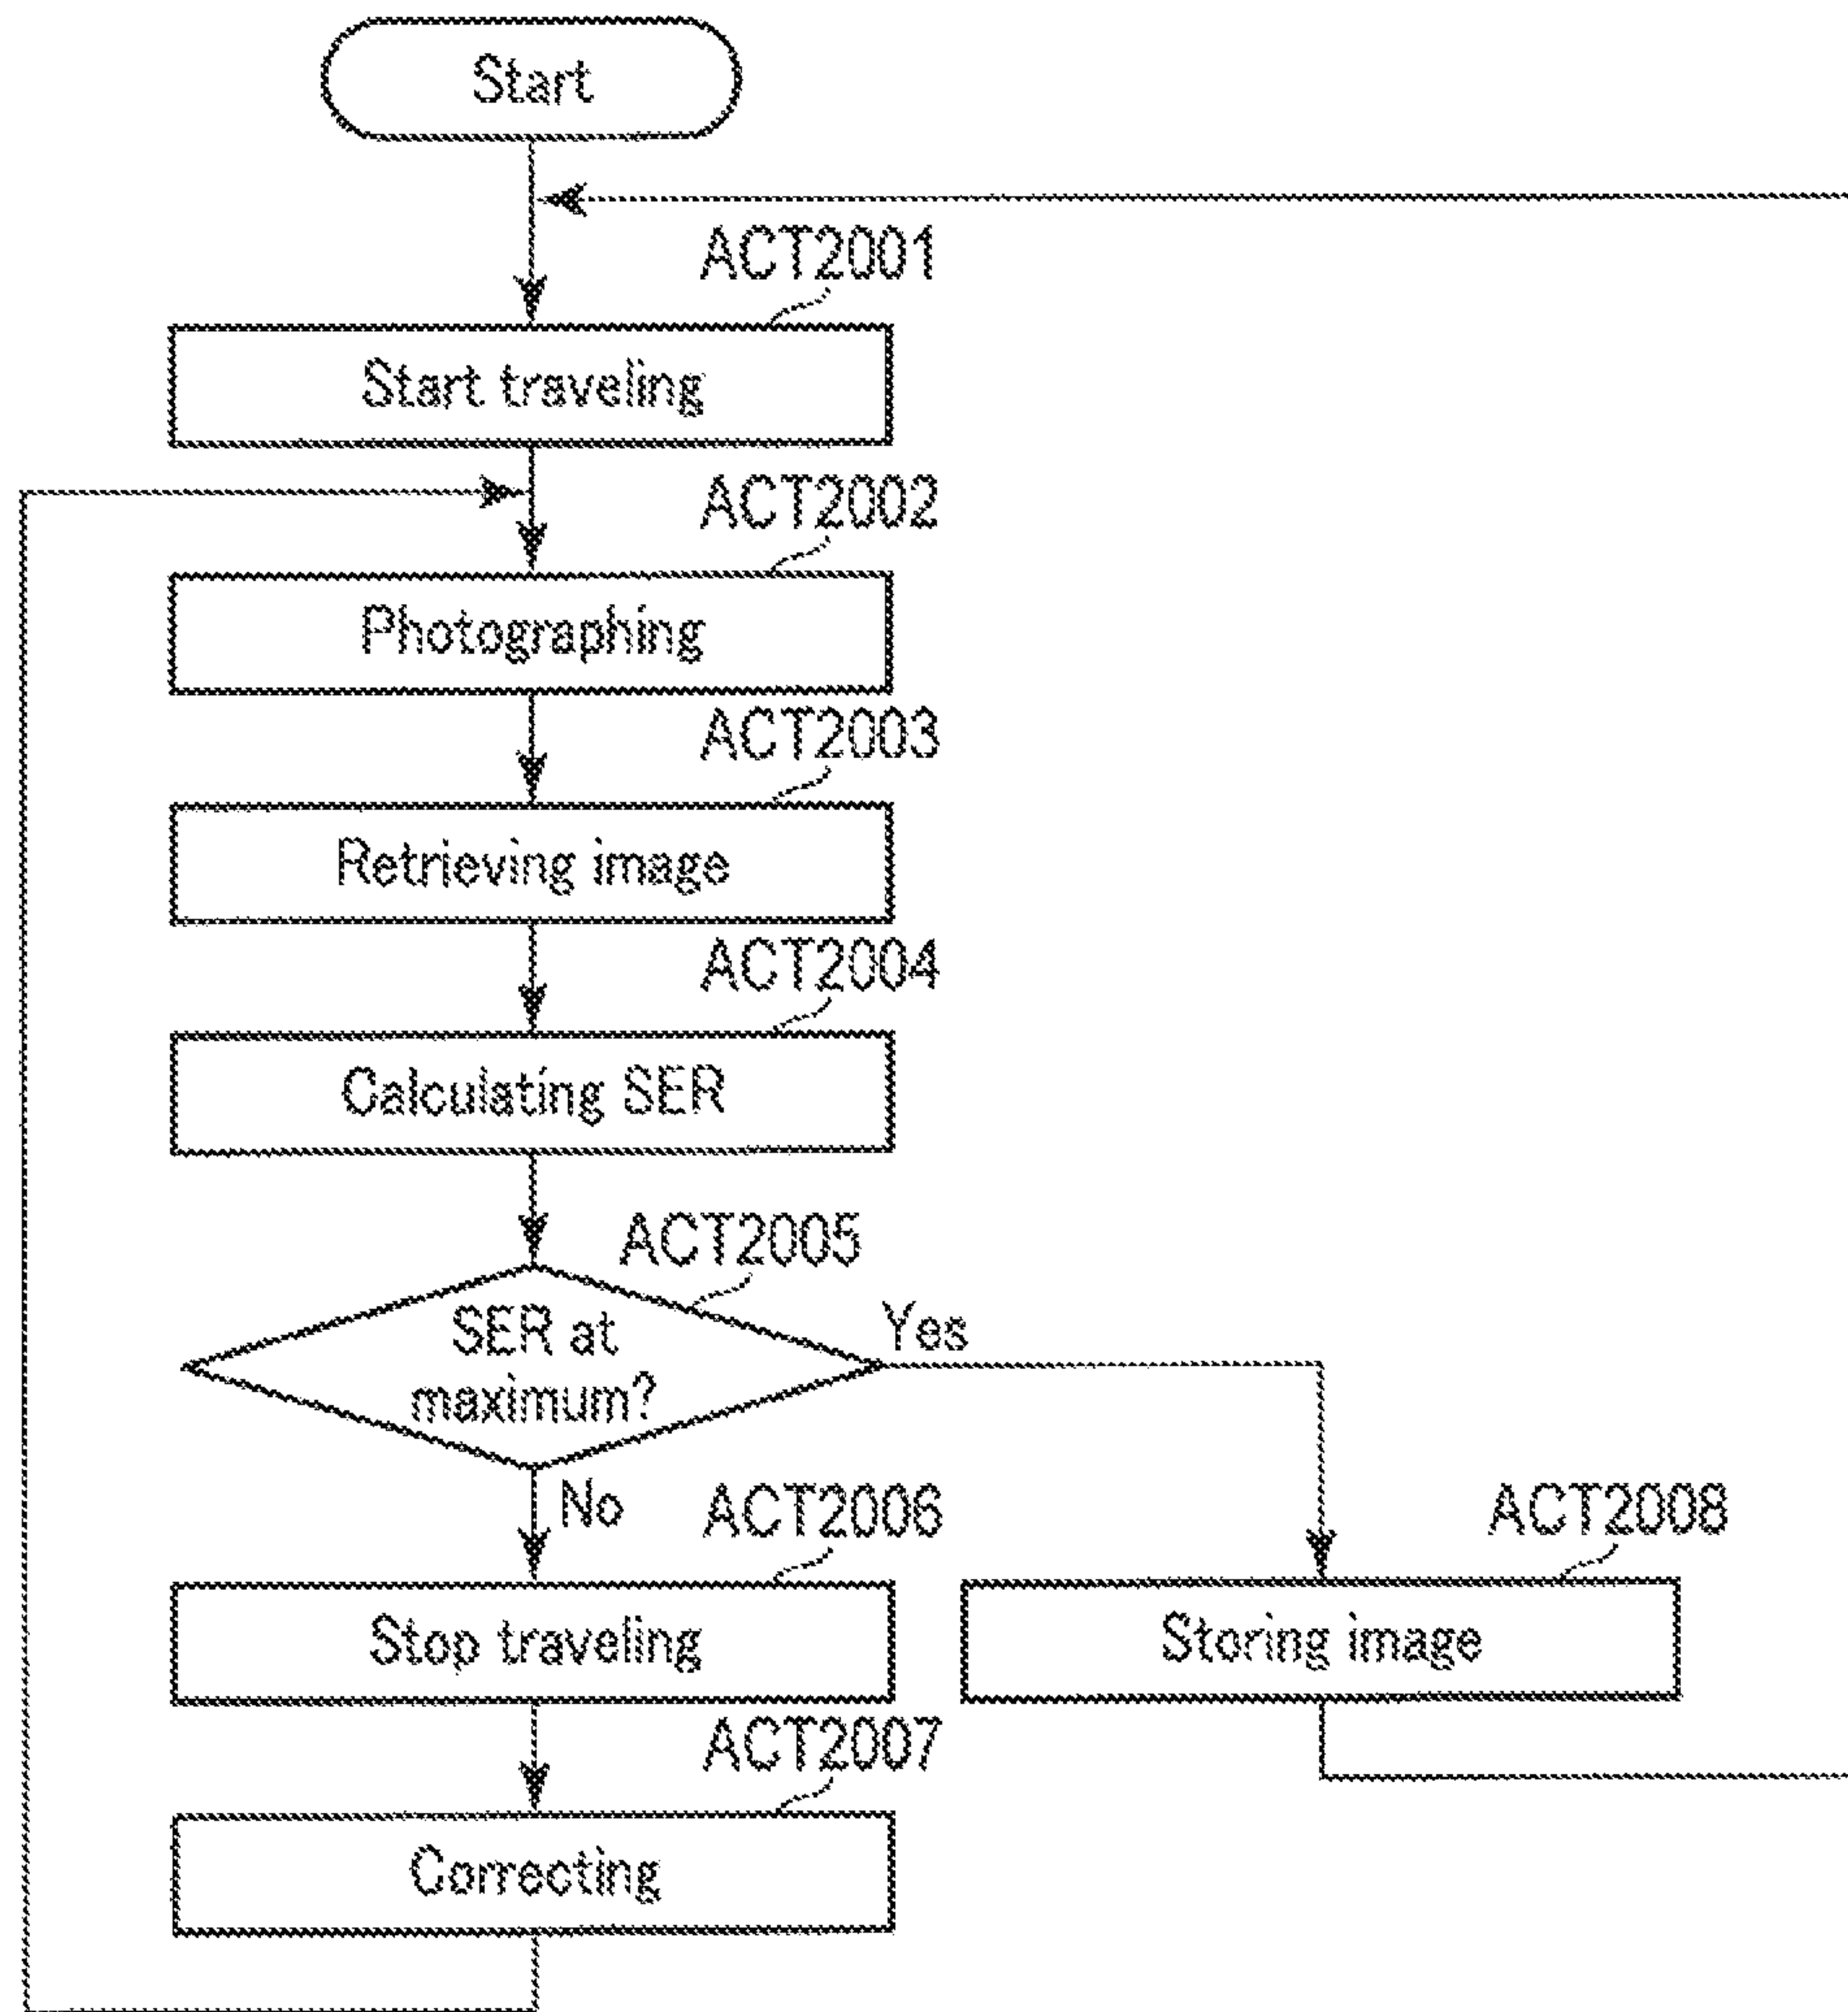 Start
ACT2001
Start traveling
ACT2002
Photographing
ACT2003
Retrieving image
ACT2004
Calculating SER
ACT2005
SER at
maximum?
Yes
No
ACT2006
Stop traveling
ACT2008
Storing image
ACT2007
Correcting